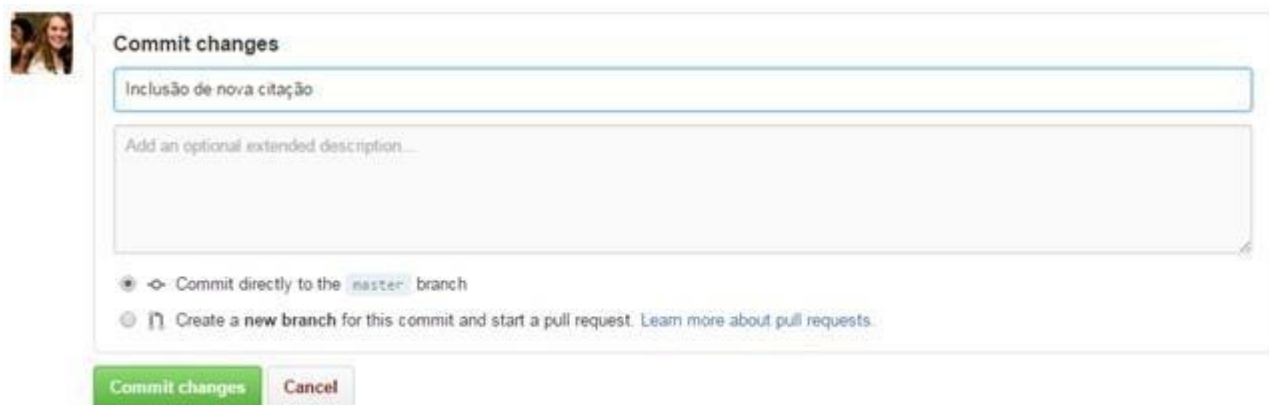 Commit changes
Inclusão de nova citação
Add an optional extended description...
Commit directly to the master branch
Create a new branch for this commit and start a pull request. Learn more about pull requests.
Commit changes Cancel